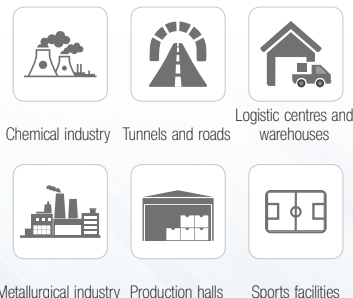 Chemical industry
Tunnels and roads
Logistic centres and
warehouses
Metallurgical industry
Production halls
Sports facilities